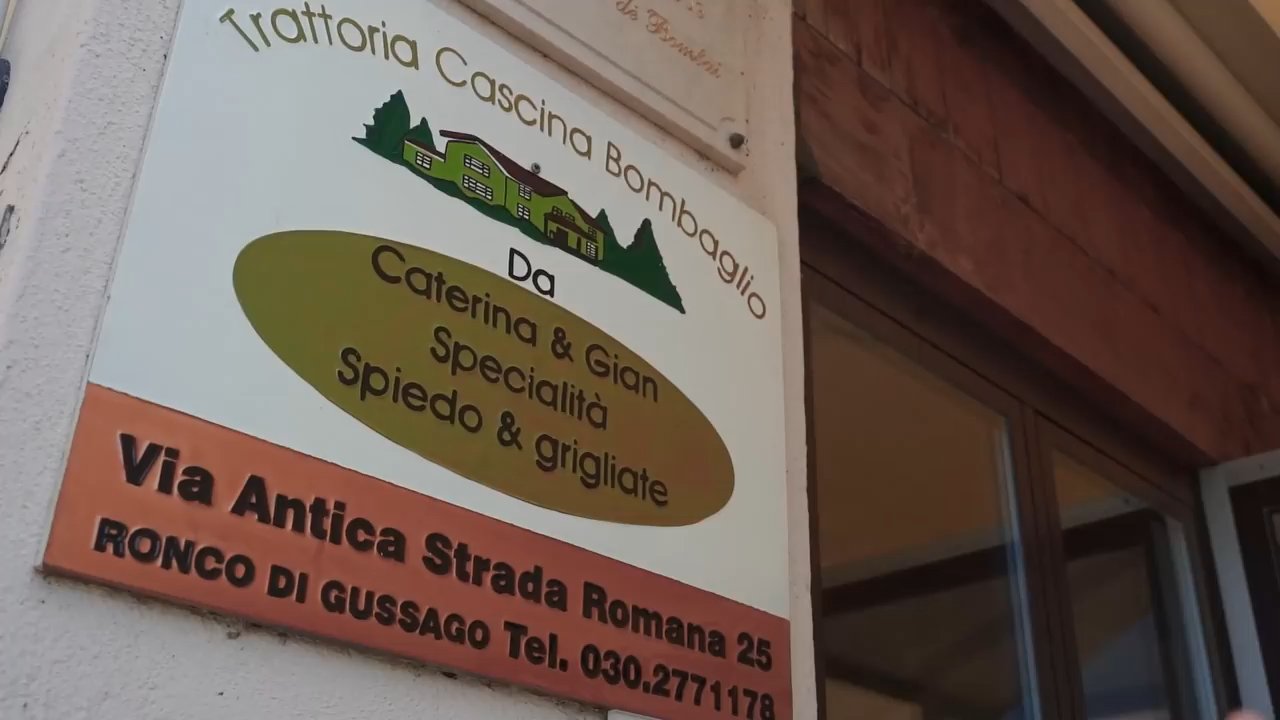 Trattoria Cascina Bombaglio
Da
Caterina & Gian
Specialità
Spiedo & grigliate
Via Antica Strada Romana 25
RONCO DI GUSSAGO Tel. 030.2771178